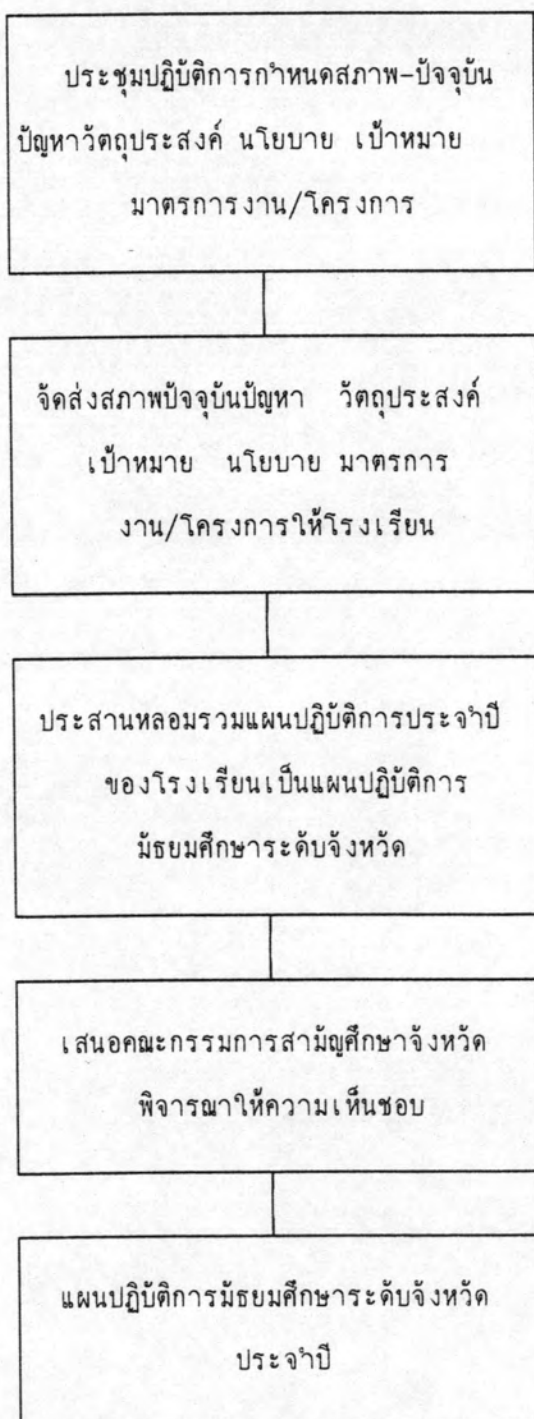 ประชุมปฏิบัติการกำหนดสภาพ-ปัจจุบัน
ปัญหาวัตถุประสงค์ นโยบาย เป้าหมาย
มาตรการงาน/โครงการ
จัดส่งสภาพปัจจุบันปัญหา วัตถุประสงค์
เป้าหมาย นโยบาย มาตรการ
งาน/โครงการให้โรงเรียน
ประสานหลอมรวมแผนปฏิบัติการประจำปี
ของโรงเรียนเป็นแผนปฏิบัติการ
มัธยมศึกษาระดับจังหวัด
เสนอคณะกรรมการสามัญศึกษาจังหวัด
พิจารณาให้ความเห็นชอบ
แผนปฏิบัติการมัธยมศึกษาระดับจังหวัด
ประจำปี